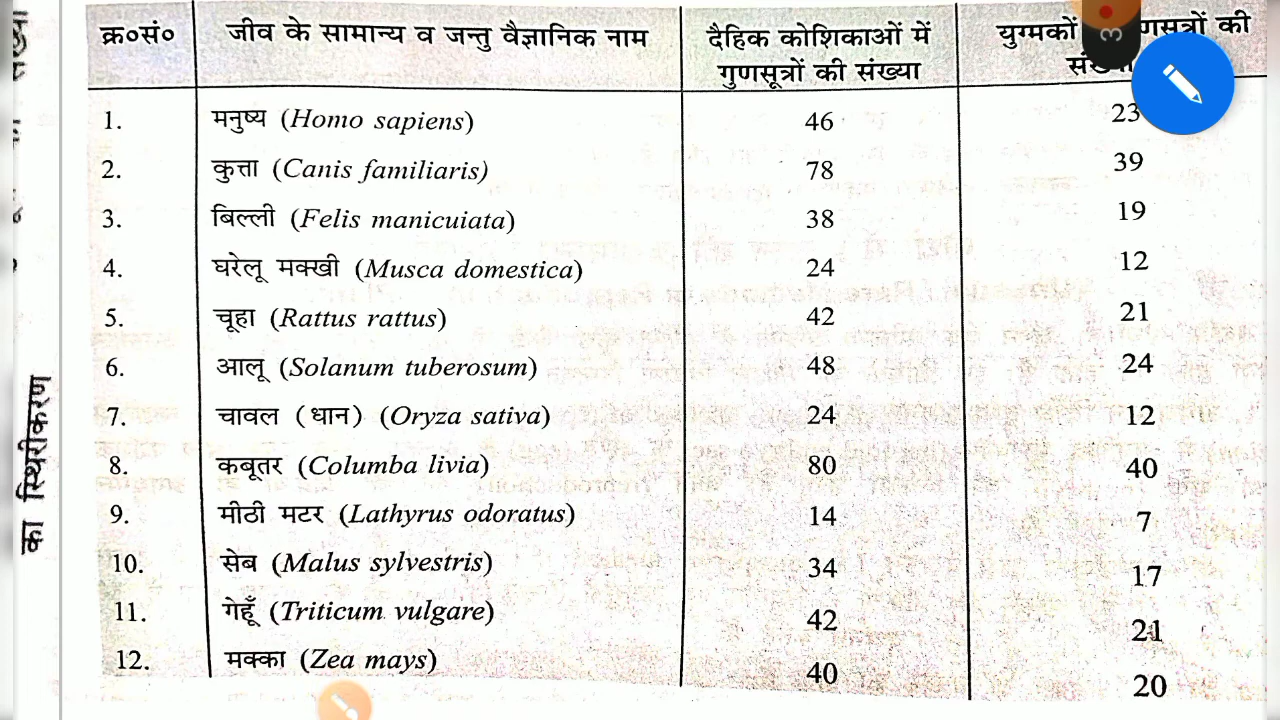 क्र०सं० जीव के सामान्य व जन्तु वैज्ञानिक नाम दैहिक कोशिकाओं में गुणसूत्रों की संख्या युग्मकों गुणसूत्रों की संख्या
1. मनुष्य (Homo sapiens) 46 23
2. कुत्ता (Canis familiaris) 78 39
3. बिल्ली (Felis manicuiata) 38 19
4. घरेलू मक्खी (Musca domestica) 24 12
5. चूहा (Rattus rattus) 42 21
6. आलू (Solanum tuberosum) 48 24
7. चावल (धान) (Oryza sativa) 24 12
8. कबूतर (Columba livia) 80 40
9. मीठी मटर (Lathyrus odoratus) 14 7
10. सेब (Malus sylvestris) 34 17
11. गेहूँ (Triticum vulgare) 42 21
12. मक्का (Zea mays) 40 20
का स्थिरीकरण
3